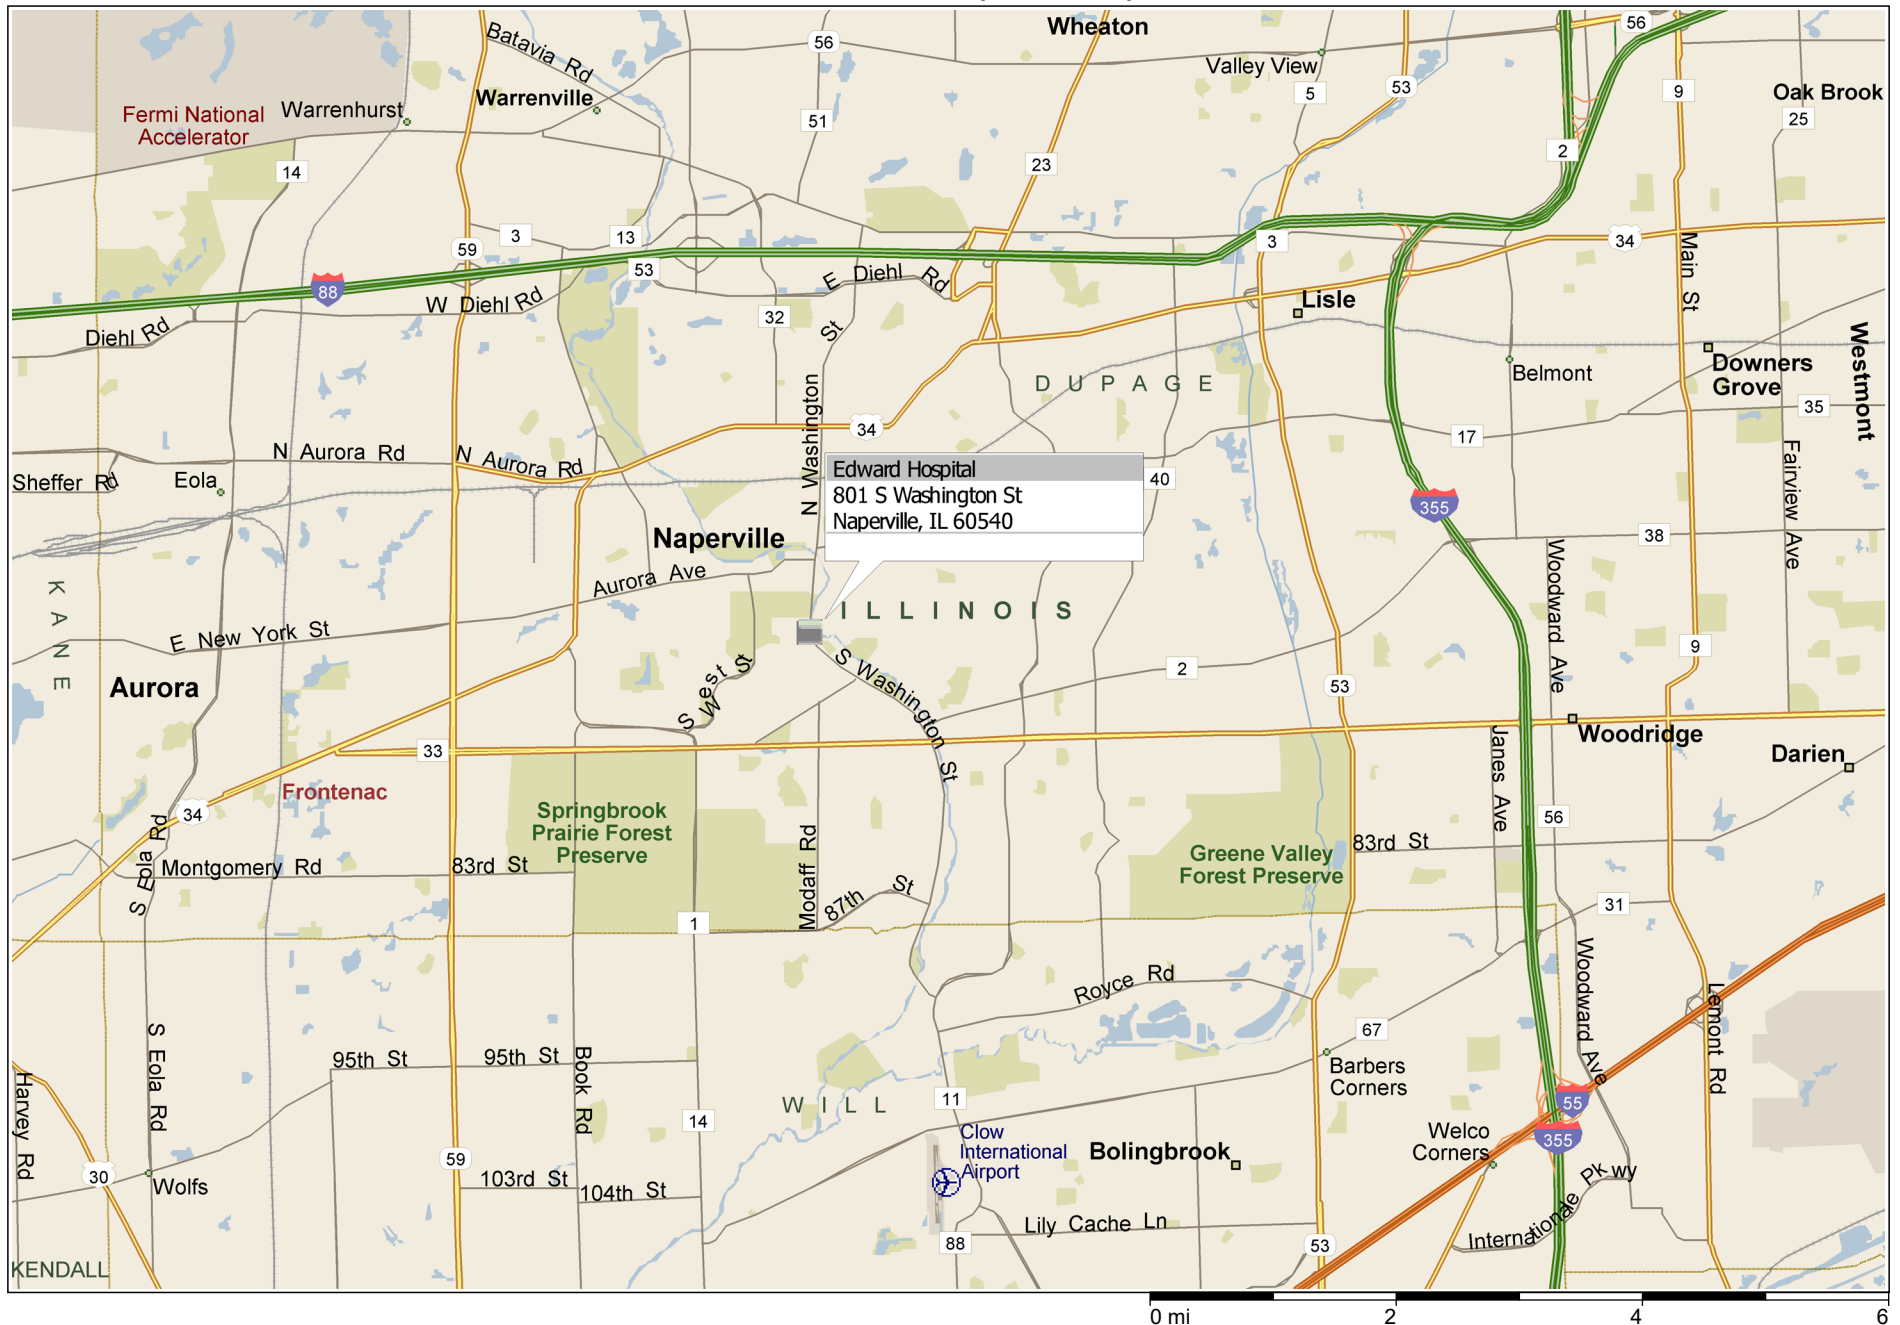 Wheaton
56
56
Batavia Rd
Valley View
53
5
9
Oak Brook
Warrenville
Warrenhurst
Fermi National
Accelerator
51
25
23
2
14
3
13
59
53
3
34
Main St
88
E Diehl Rd
W Diehl Rd
Lisle
32
St
Diehl Rd
Westmont
Downers
Grove
Belmont
DUPAGE
N Washington
35
34
17
N Aurora Rd
N Aurora Rd
Sheffer Rd
Eola
Fairview Ave
Edward Hospital
801 S Washington St
Naperville, IL 60540
40
355
38
Naperville
Aurora Ave
Woodward Ave
KANE
ILLINOIS
E New York St
9
S Washington St
2
53
Aurora
S West St
33
Woodridge
Janes Ave
Darien
Frontenac
34
Springbrook
Prairie Forest
Preserve
56
S Eola Rd
Modaff Rd
83rd St
Greene Valley
Forest Preserve
Montgomery Rd
83rd St
87th St
31
1
Woodward Ave
Royce Rd
Lemont Rd
67
S Eola Rd
95th St
95th St
Book Rd
Barbers
Corners
Harvey Rd
WILL
11
55
14
Clow
International
Airport
Bolingbrook
Welco
Corners
355
59
30
Wolfs
103rd St
104th St
Pkwy
Lily Cache Ln
International
88
53
KENDALL
0 mi 2 4 6